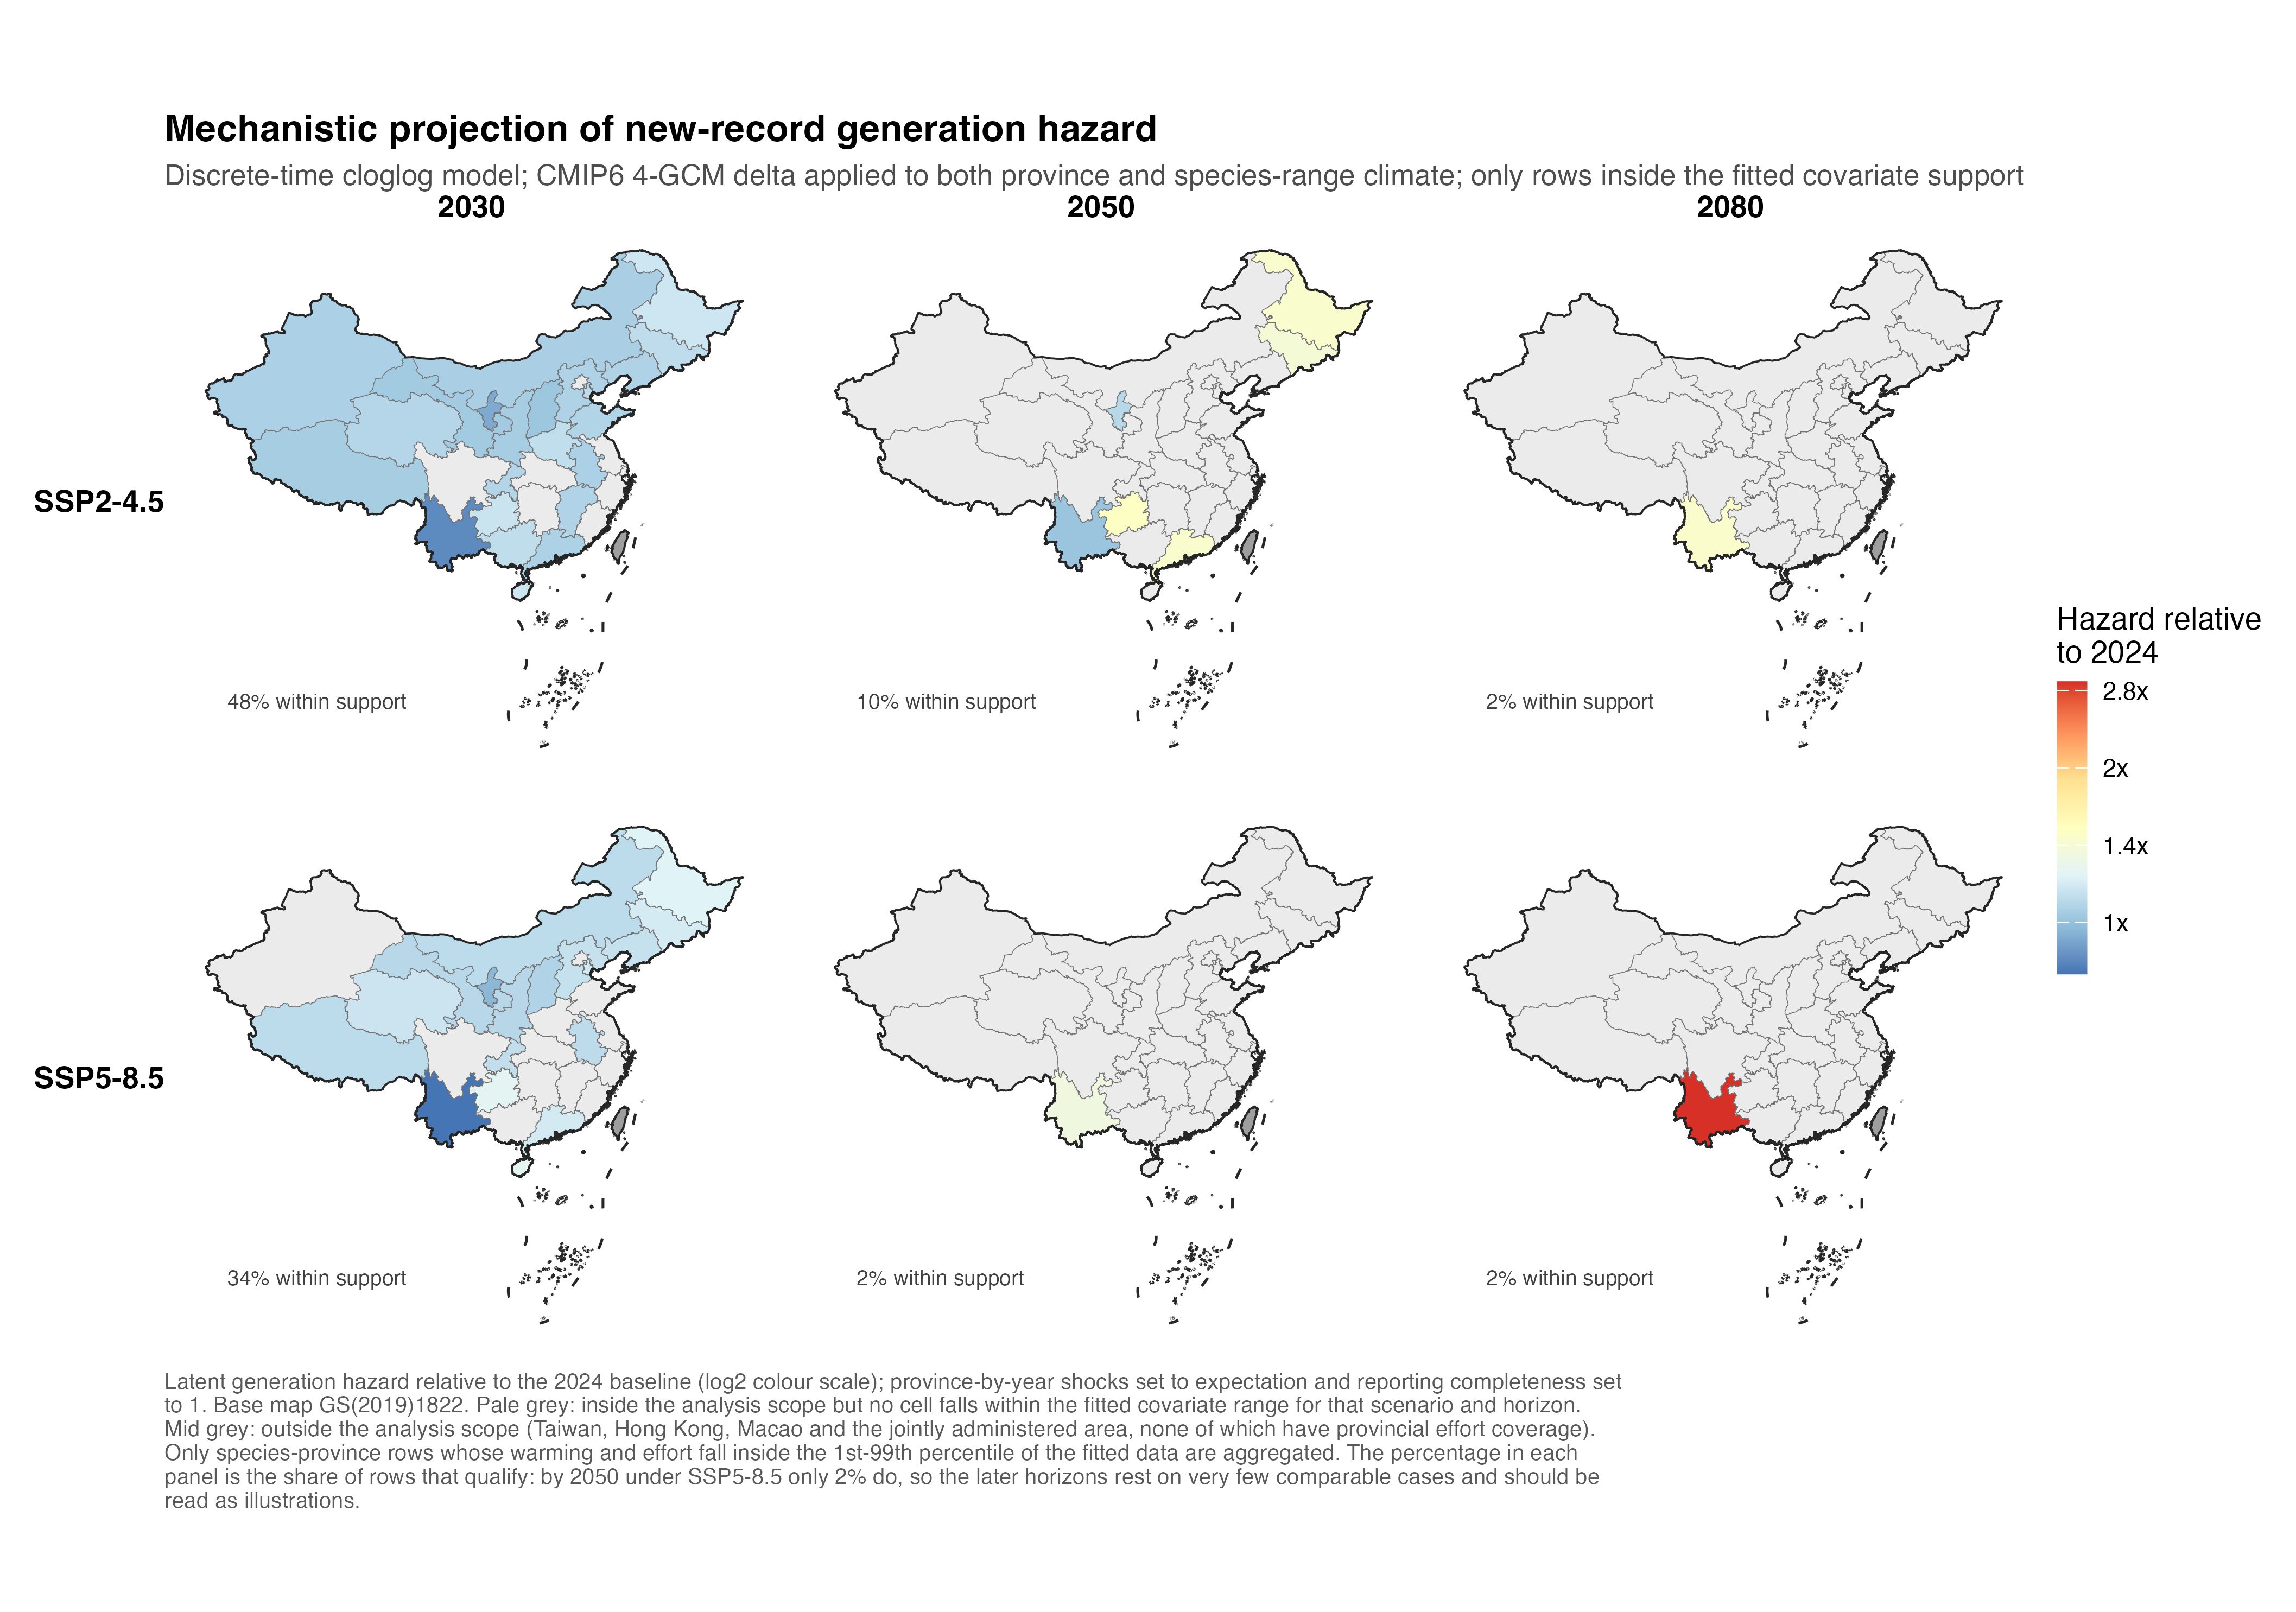 Mechanistic projection of new-record generation hazard
Discrete-time cloglog model; CMIP6 4-GCM delta applied to both province and species-range climate; only rows inside the fitted covariate support
2030
2050
2080
SSP2-4.5
48% within support
10% within support
2% within support
Hazard relative
to 2024
2.8x
2x
1.4x
1x
SSP5-8.5
34% within support
2% within support
2% within support
Latent generation hazard relative to the 2024 baseline (log2 colour scale); province-by-year shocks set to expectation and reporting completeness set
to 1. Base map GS(2019)1822. Pale grey: inside the analysis scope but no cell falls within the fitted covariate range for that scenario and horizon.
Mid grey: outside the analysis scope (Taiwan, Hong Kong, Macao and the jointly administered area, none of which have provincial effort coverage).
Only species-province rows whose warming and effort fall inside the 1st-99th percentile of the fitted data are aggregated. The percentage in each
panel is the share of rows that qualify: by 2050 under SSP5-8.5 only 2% do, so the later horizons rest on very few comparable cases and should be
read as illustrations.